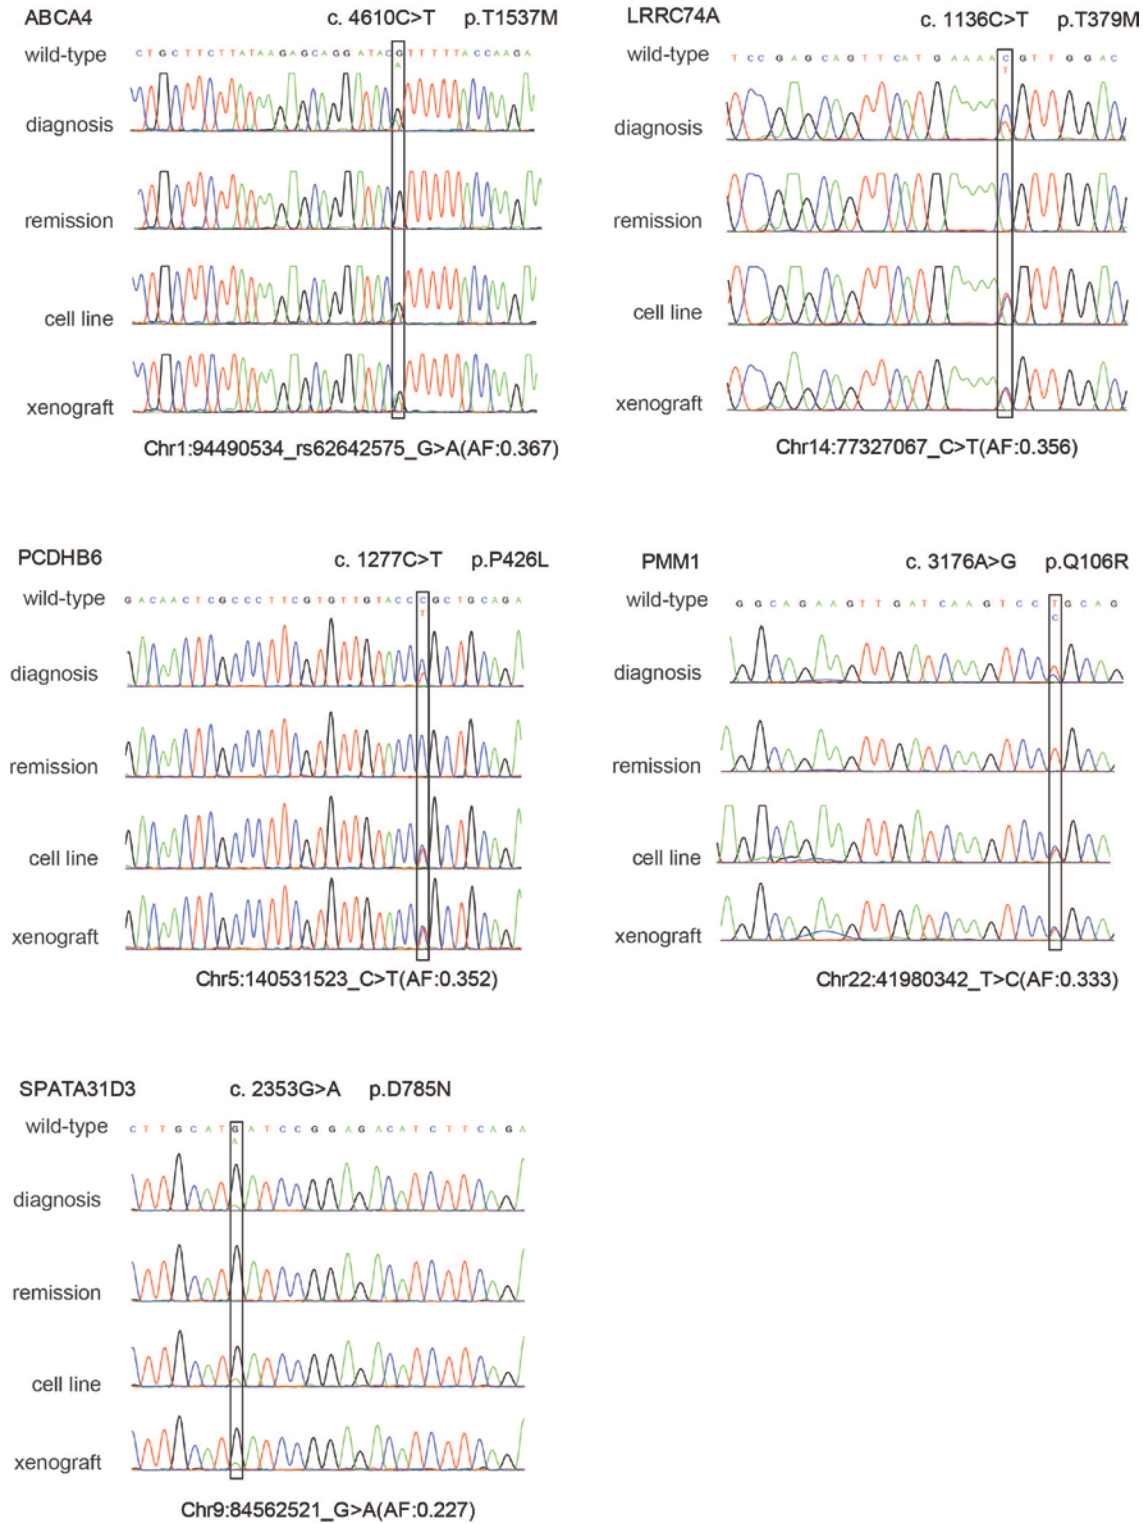 ABCA4 c. 4610C>T p.T1537M
wild-type C T G C T T C T T A T A A G A G C A G G A T A C G T T T T T A C C A A G A
A
diagnosis
remission
cell line
xenograft
Chr1:94490534_rs62642575_G>A(AF:0.367)
LRRC74A c. 1136C>T p.T379M
wild-type T C C G A G C A G T T C A T G A A A A C G T T G G A C
T
diagnosis
remission
cell line
xenograft
Chr14:77327067_C>T(AF:0.356)
PCDHB6 c. 1277C>T p.P426L
wild-type G A C A A C T C G C C C T T C G T G T T G T A C C C G C T G C A G A
T
diagnosis
remission
cell line
xenograft
Chr5:140531523_C>T(AF:0.352)
PMM1 c. 3176A>G p.Q106R
wild-type G G C A G A A G T T G A T C A A G T C C T G C A G
C
diagnosis
remission
cell line
xenograft
Chr22:41980342_T>C(AF:0.333)
SPATA31D3 c. 2353G>A p.D785N
wild-type C T T G C A T G A T C C G G A G A C A T C T T C A G A
A
diagnosis
remission
cell line
xenograft
Chr9:84562521_G>A(AF:0.227)